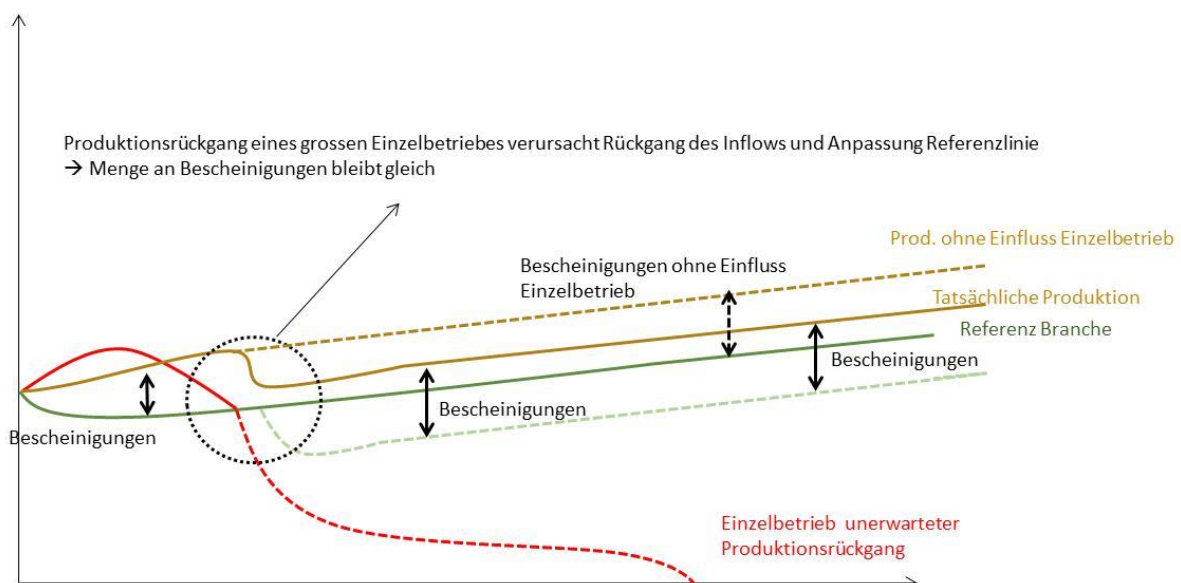 Produktionsrückgang eines grossen Einzelbetriebes verursacht Rückgang des Inflows und Anpassung Referenzlinie
→ Menge an Bescheinigungen bleibt gleich
Prod. ohne Einfluss Einzelbetrieb
Bescheinigungen ohne Einfluss
Einzelbetrieb
Tatsächliche Produktion
Referenz Branche
Bescheinigungen
Bescheinigungen
Bescheinigungen
Einzelbetrieb unerwarteter
Produktionsrückgang